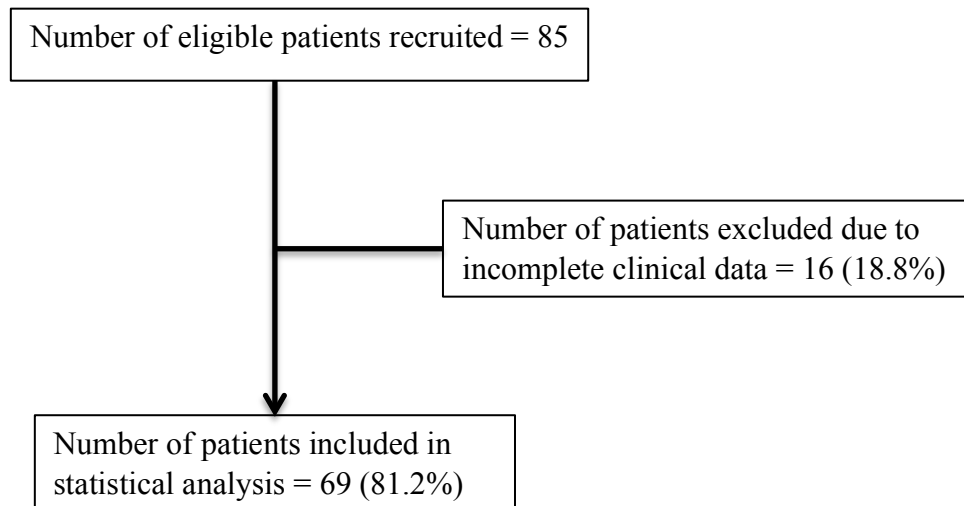 Number of eligible patients recruited = 85
Number of patients excluded due to
incomplete clinical data = 16 (18.8%)
Number of patients included in
statistical analysis = 69 (81.2%)